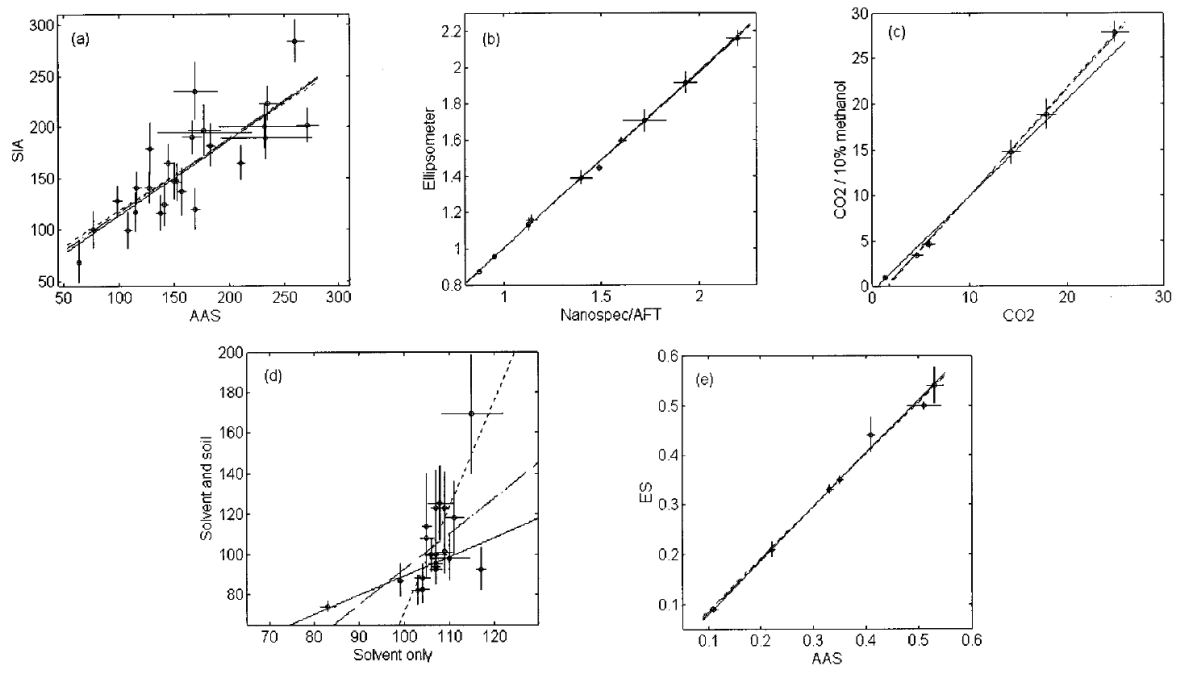 (a)
300
250
200
150
100
50
SIA
50 100 150 200 250 300
AAS
(b)
2.2
2
1.8
1.6
1.4
1.2
1
0.8
Ellipsometer
1 1.5 2
Nanospec/AFT
(c)
30
25
20
15
10
5
0
CO2 / 10% methanol
0 10 20 30
CO2
(d)
200
180
160
140
120
100
80
Solvent and soil
70 80 90 100 110 120
Solvent only
(e)
0.6
0.5
0.4
0.3
0.2
0.1
ES
0.1 0.2 0.3 0.4 0.5 0.6
AAS